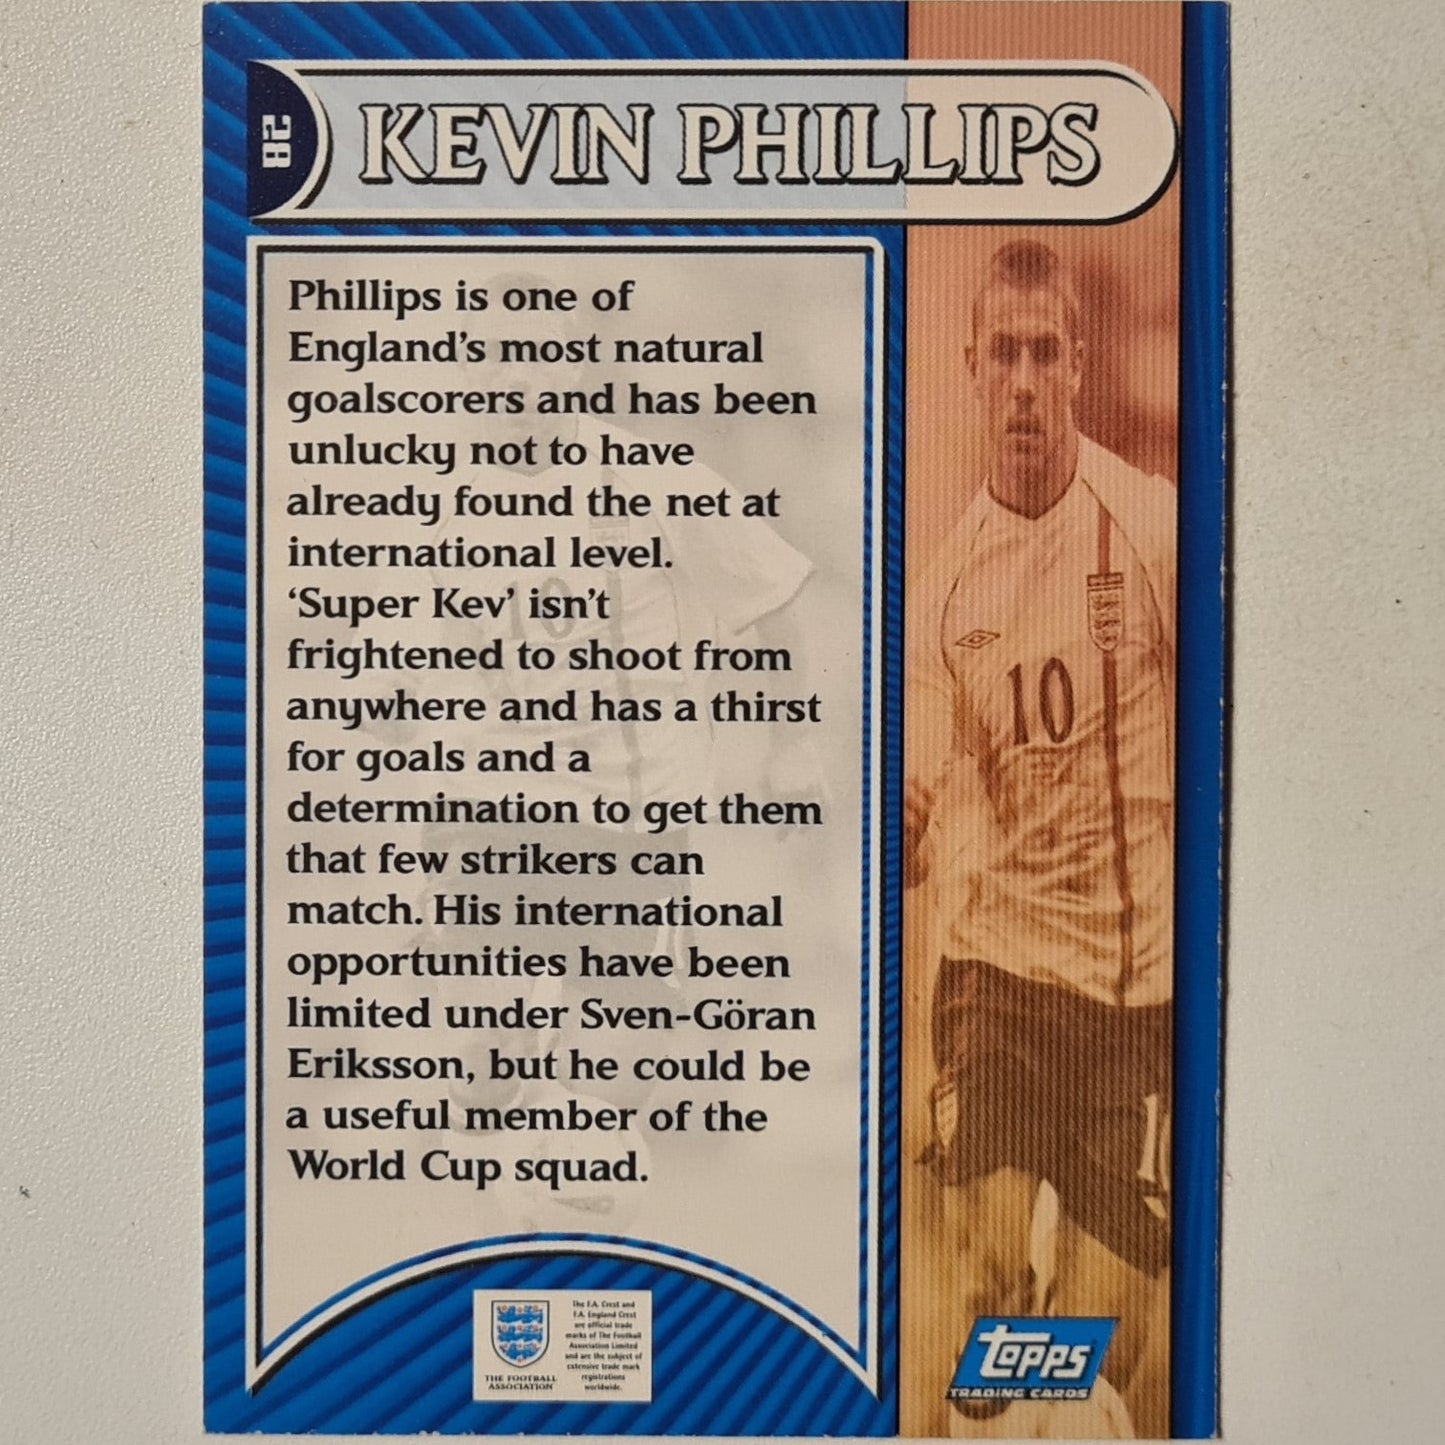 28
KEVIN PHILLIPS
Phillips is one of
England's most natural
goalscorers and has been
unlucky not to have
already found the net at
international level.
‘Super Kev’ isn’t
frightened to shoot from
anywhere and has a thirst
for goals and a
determination to get them
that few strikers can
match. His international
opportunities have been
limited under Sven-Göran
Eriksson, but he could be
a useful member of the
World Cup squad.
10
1
THE FOOTBALL
ASSOCIATION
The F.A. Crest and
F.A. England Crest
are official trade
marks of The Football
Association Limited
and are the subject of
extensive trade mark
registrations
worldwide.
Topps
TRADING CARDS